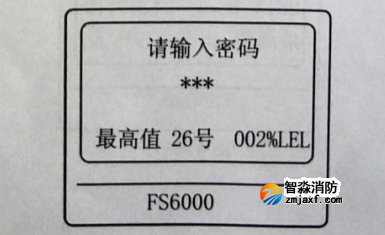 请输入密码
***
最高值 26号 002%LEL
FS6000
智淼消防
zmjaxf.com